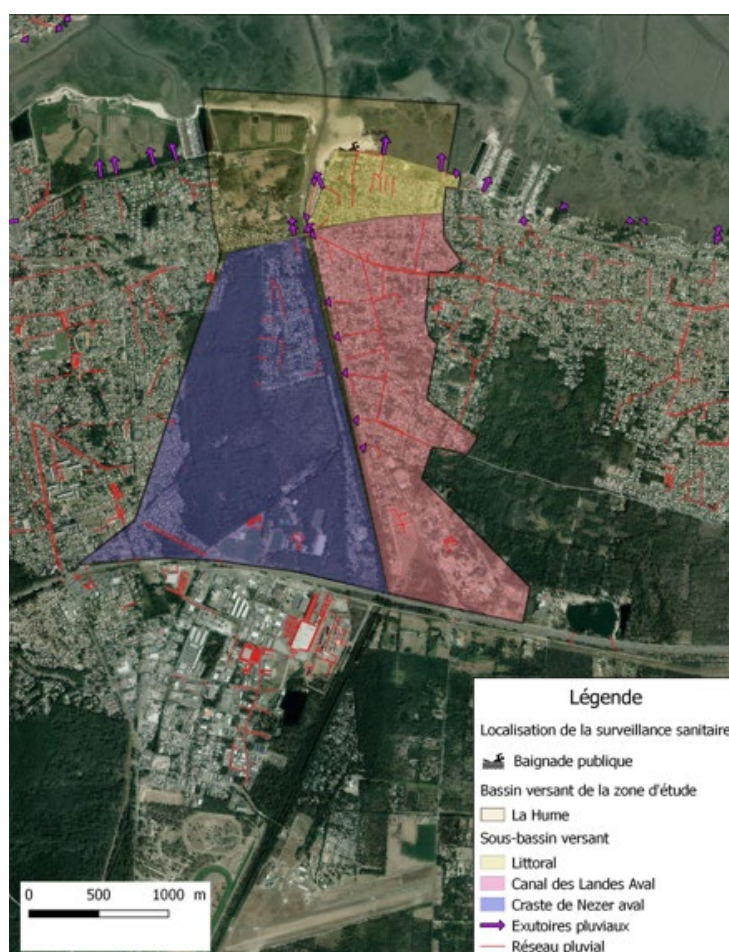 Légende
Localisation de la surveillance sanitaire
Baignade publique
Bassin versant de la zone d'étude
La Hume
Sous-bassin versant
Littoral
Canal des Landes Aval
Craste de Nezer aval
Exutoires pluviaux
Réseau pluvial
0 500 1000 m